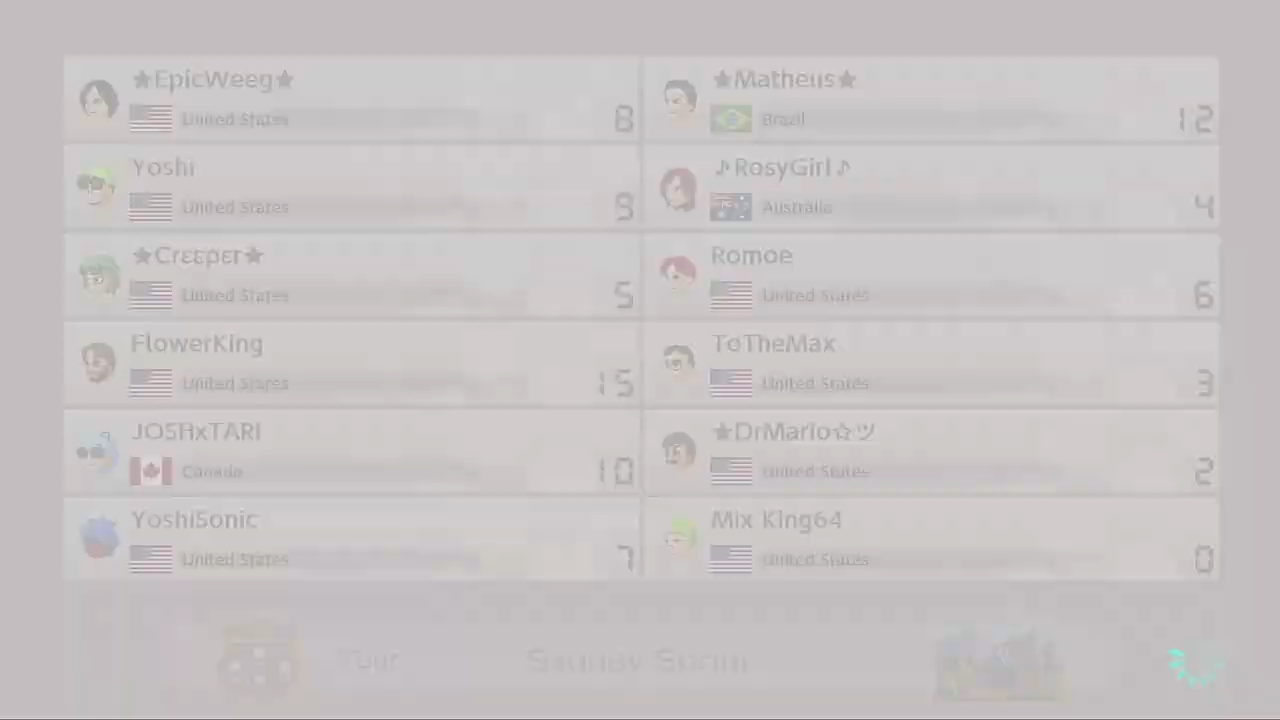 ★EpicWeeg★
United States
8
Yoshi
United States
9
★Crεεpεr★
United States
5
FlowerKing
United States
15
JOSHxTARI
Canada
10
YoshiSonic
United States
7
★Matheus★
Brazil
12
♪RosyGirl♪
Australia
4
Romoe
United States
6
ToTheMax
United States
3
★DrMario☆ツ
United States
2
Mix King64
United States
0
Tour